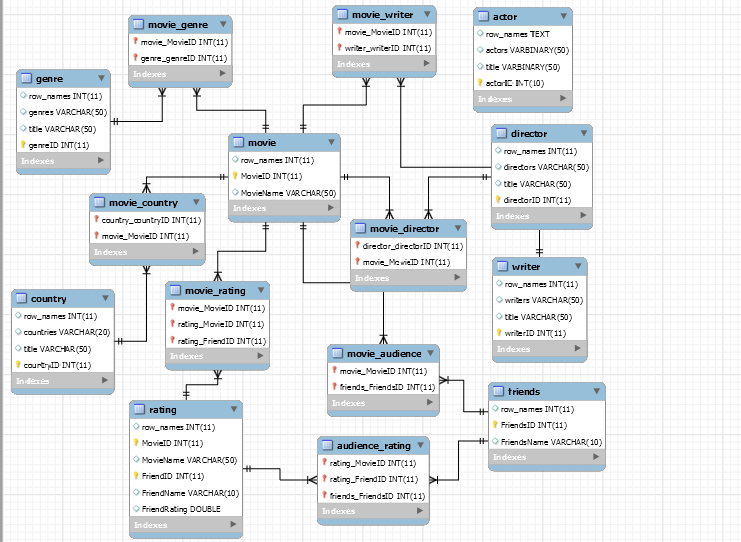 movie_genre
movie_MovieID INT(11)
genre_genreID INT(11)
Indexes
movie_writer
movie_MovieID INT(11)
writer_writerID INT(11)
Indexes
actor
row_names TEXT
actors VARBINARY(50)
title VARBINARY(50)
actorID INT(10)
Indexes
genre
row_names INT(11)
genres VARCHAR(50)
title VARCHAR(50)
genreID INT(11)
Indexes
movie
row_names INT(11)
MovieID INT(11)
MovieName VARCHAR(50)
Indexes
director
row_names INT(11)
directors VARCHAR(50)
title VARCHAR(50)
directorID INT(11)
Indexes
movie_country
country_countryID INT(11)
movie_MovieID INT(11)
Indexes
movie_director
director_directorID INT(11)
movie_MovieID INT(11)
Indexes
writer
row_names INT(11)
writers VARCHAR(50)
title VARCHAR(50)
writerID INT(11)
Indexes
country
row_names INT(11)
countries VARCHAR(20)
title VARCHAR(50)
countryID INT(11)
Indexes
movie_rating
movie_MovieID INT(11)
rating_MovieID INT(11)
rating_FriendID INT(11)
Indexes
movie_audience
movie_MovieID INT(11)
friends_FriendsID INT(11)
Indexes
friends
row_names INT(11)
FriendsID INT(11)
FriendsName VARCHAR(10)
Indexes
rating
row_names INT(11)
MovieID INT(11)
MovieName VARCHAR(50)
FriendID INT(11)
FriendName VARCHAR(10)
FriendRating DOUBLE
Indexes
audience_rating
rating_MovieID INT(11)
rating_FriendID INT(11)
friends_FriendsID INT(11)
Indexes